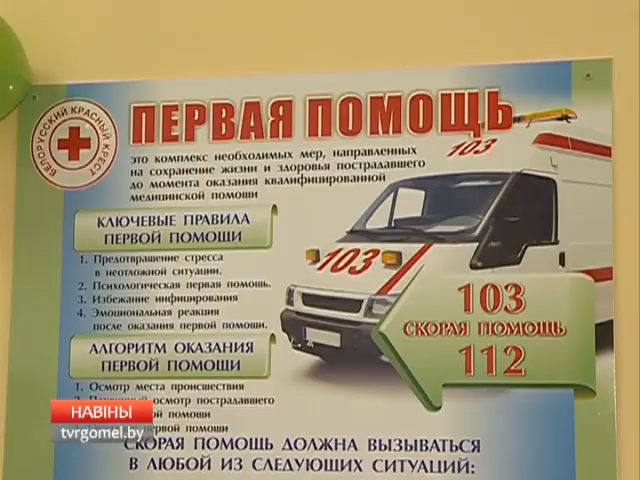 БЕЛОРУССКИЙ КРАСНЫЙ КРЕСТ
ПЕРВАЯ ПОМОЩЬ
это комплекс необходимых мер, направленных
на сохранение жизни и здоровья пострадавшего
до момента оказания квалифицированной
медицинской помощи
103
КЛЮЧЕВЫЕ ПРАВИЛА
ПЕРВОЙ ПОМОЩИ
1. Предотвращение стресса
в неотложной ситуации.
2. Психологическая первая помощь.
3. Избежание инфицирования
4. Эмоциональная реакция
после оказания первой помощи.
103
103
СКОРАЯ ПОМОЩЬ
112
АЛГОРИТМ ОКАЗАНИЯ
ПЕРВОЙ ПОМОЩИ
1. Осмотр места происшествия
осмотр пострадавшего
помощи
первой помощи
НАВІНЫ
tvrgomel.by
СКОРАЯ ПОМОЩЬ ДОЛЖНА ВЫЗЫВАТЬСЯ
В ЛЮБОЙ ИЗ СЛЕДУЮЩИХ СИТУАЦИЙ: